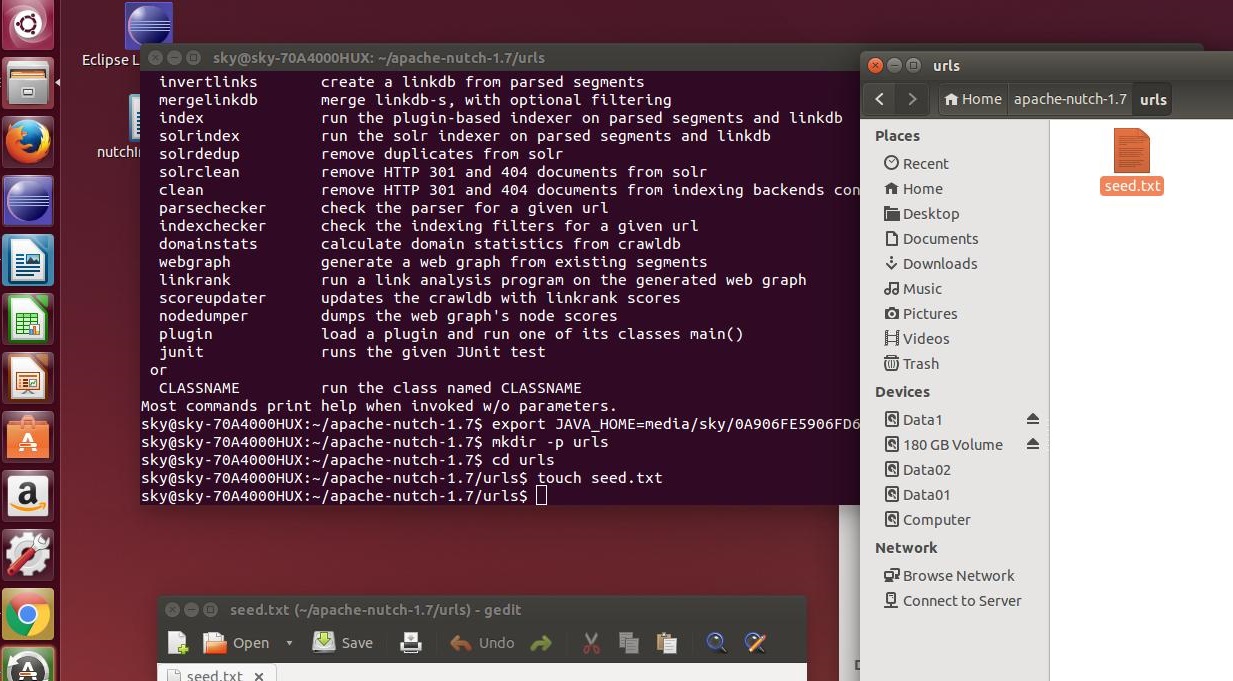 Eclipse L
nutchIn
sky@sky-70A4000HUX: ~/apache-nutch-1.7/urls
invertlinks create a linkdb from parsed segments
mergelinkdb merge linkdb-s, with optional filtering
index run the plugin-based indexer on parsed segments and linkdb
solrindex run the solr indexer on parsed segments and linkdb
solrdedup remove duplicates from solr
solrclean remove HTTP 301 and 404 documents from solr
clean remove HTTP 301 and 404 documents from indexing backends con
parsechecker check the parser for a given url
indexchecker check the indexing filters for a given url
domainstats calculate domain statistics from crawldb
webgraph generate a web graph from existing segments
linkrank run a link analysis program on the generated web graph
scoreupdater updates the crawldb with linkrank scores
nodedumper dumps the web graph's node scores
plugin load a plugin and run one of its classes main()
junit runs the given JUnit test
or
CLASSNAME run the class named CLASSNAME
Most commands print help when invoked w/o parameters.
sky@sky-70A4000HUX:~/apache-nutch-1.7$ export JAVA_HOME=media/sky/0A906FE5906FD6
sky@sky-70A4000HUX:~/apache-nutch-1.7$ mkdir -p urls
sky@sky-70A4000HUX:~/apache-nutch-1.7$ cd urls
sky@sky-70A4000HUX:~/apache-nutch-1.7/urls$ touch seed.txt
sky@sky-70A4000HUX:~/apache-nutch-1.7/urls$
urls
Home apache-nutch-1.7 urls
Places
Recent
Home
Desktop
Documents
Downloads
Music
Pictures
Videos
Trash
Devices
Data1
180 GB Volume
Data02
Data01
Computer
Network
Browse Network
Connect to Server
seed.txt
seed.txt (~/apache-nutch-1.7/urls) - gedit
Open Save Undo
seed.txt